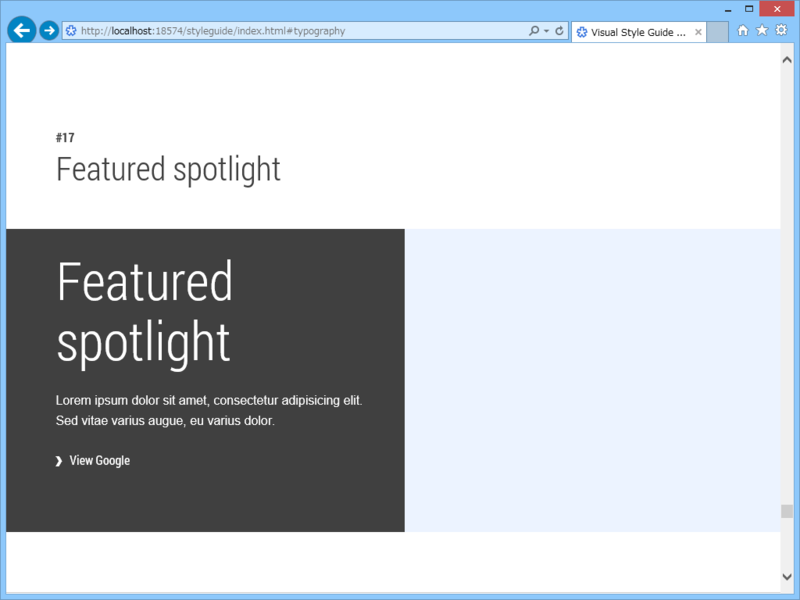 http://localhost:18574/styleguide/index.html#typography
Visual Style Guide ...
#17
Featured spotlight
Featured
spotlight
Lorem ipsum dolor sit amet, consectetur adipisicing elit.
Sed vitae varius augue, eu varius dolor.
View Google